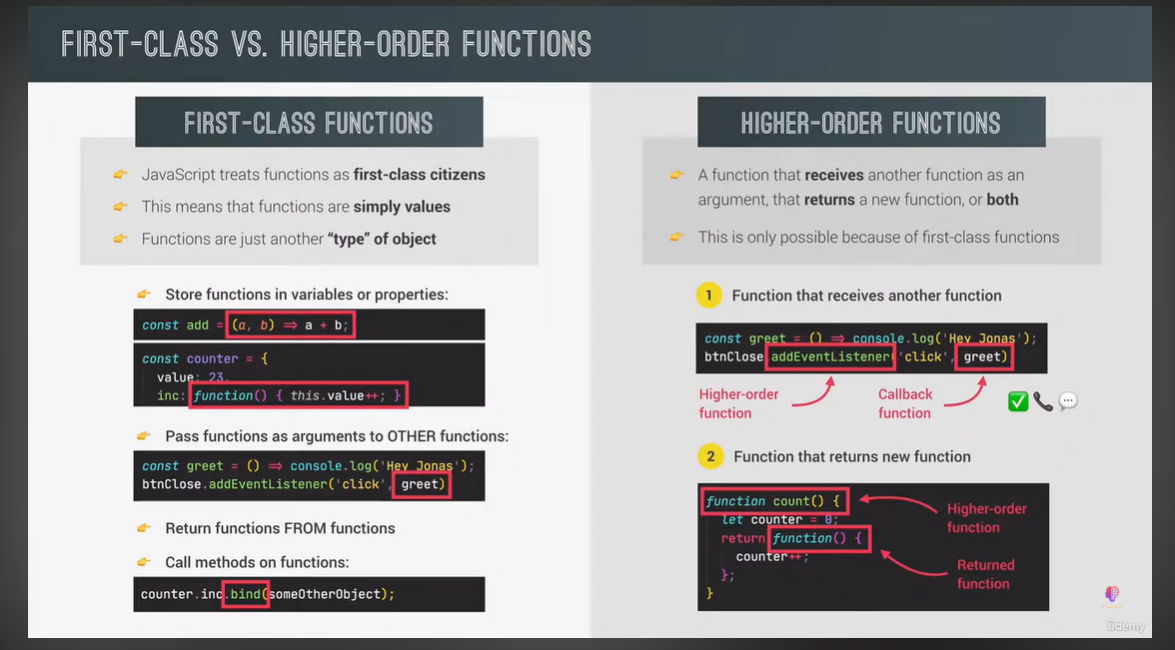 FIRST-CLASS VS. HIGHER-ORDER FUNCTIONS
FIRST-CLASS FUNCTIONS
JavaScript treats functions as first-class citizens
This means that functions are simply values
Functions are just another “type” of object
Store functions in variables or properties:
const add = (a, b) => a + b;
const counter = {
value: 23,
inc: function() { this.value++; }
Pass functions as arguments to OTHER functions:
const greet = () => console.log('Hey Jonas');
btnClose.addEventListener('click', greet)
Return functions FROM functions
Call methods on functions:
counter.inc.bind(someOtherObject);
HIGHER-ORDER FUNCTIONS
A function that receives another function as an
argument, that returns a new function, or both
This is only possible because of first-class functions
1 Function that receives another function
const greet = () => console.log('Hey Jonas');
btnClose addEventListener 'click', greet)
Higher-order
function
Callback
function
2 Function that returns new function
function count() {
let counter = 0;
return function() {
counter++;
};
}
Higher-order
function
Returned
function
ûdemy